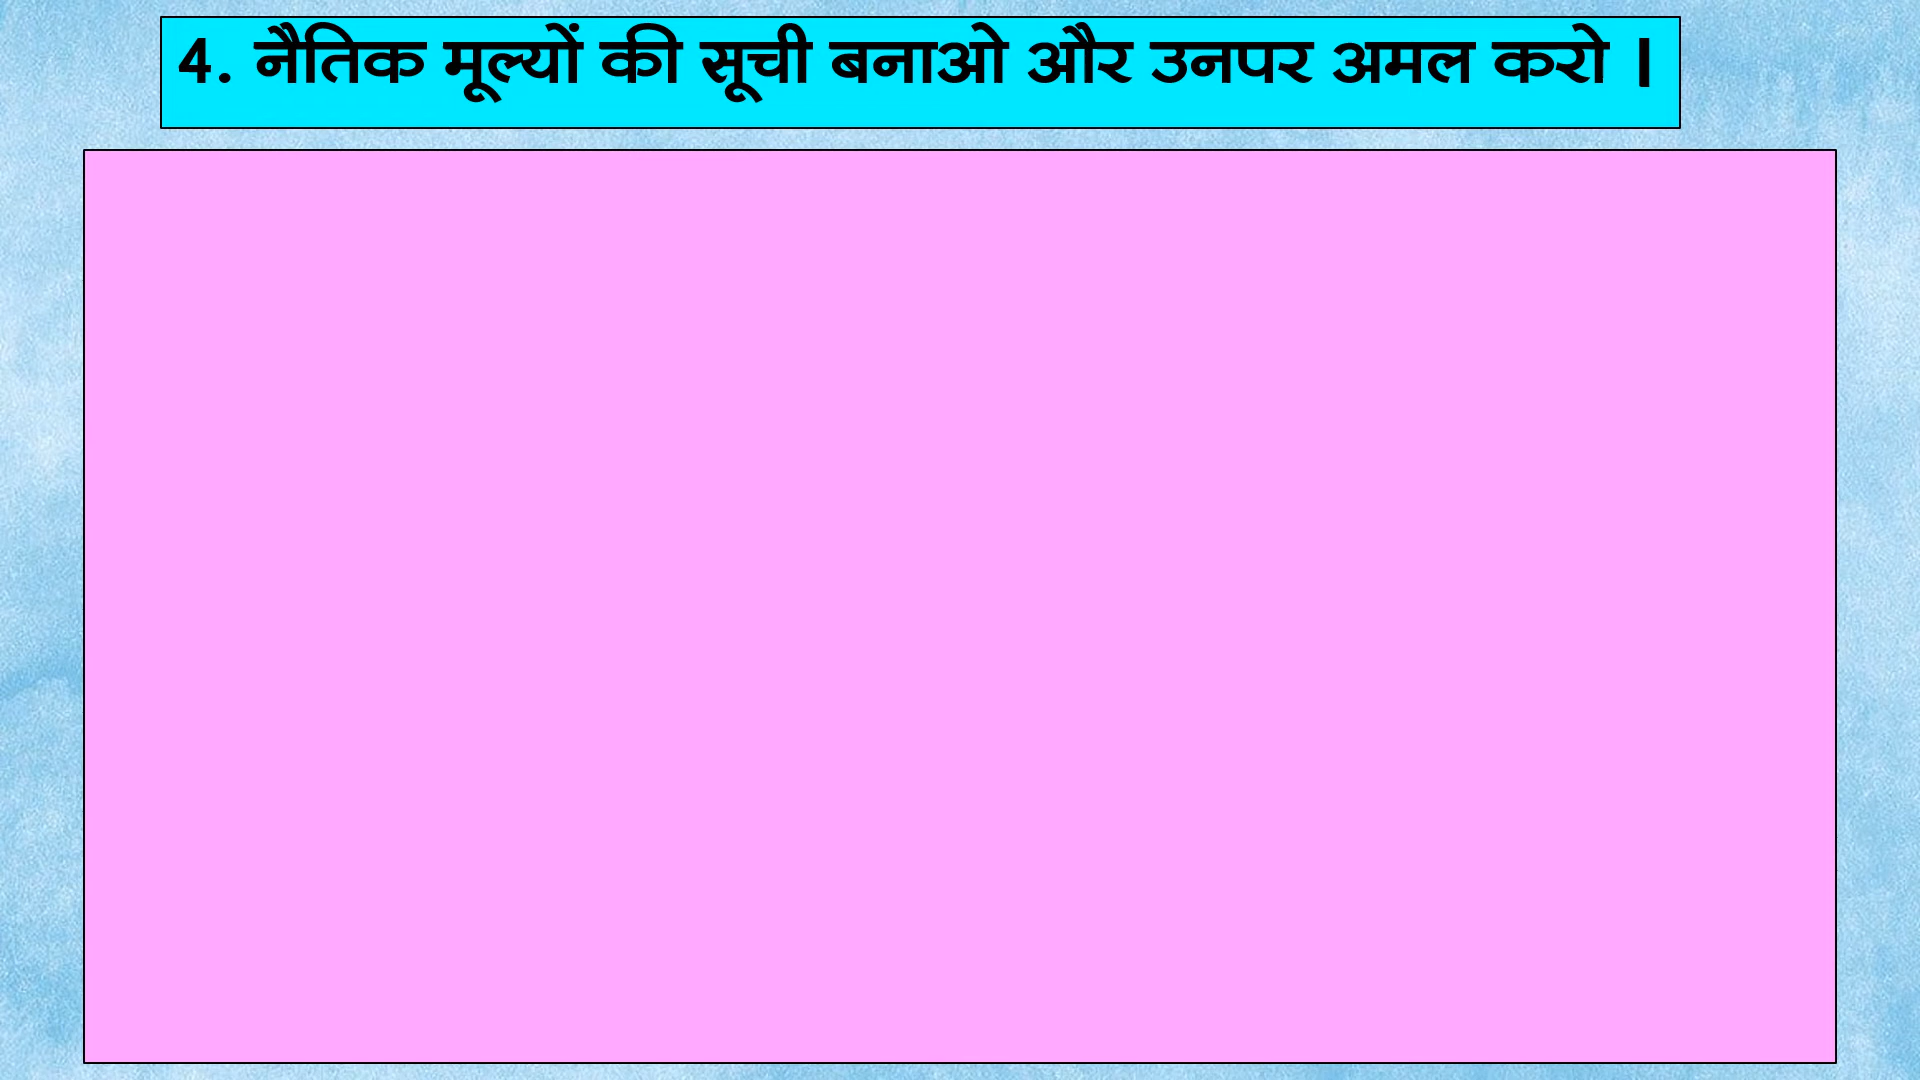 4. नैतिक मूल्यों की सूची बनाओ और उनपर अमल करो ।